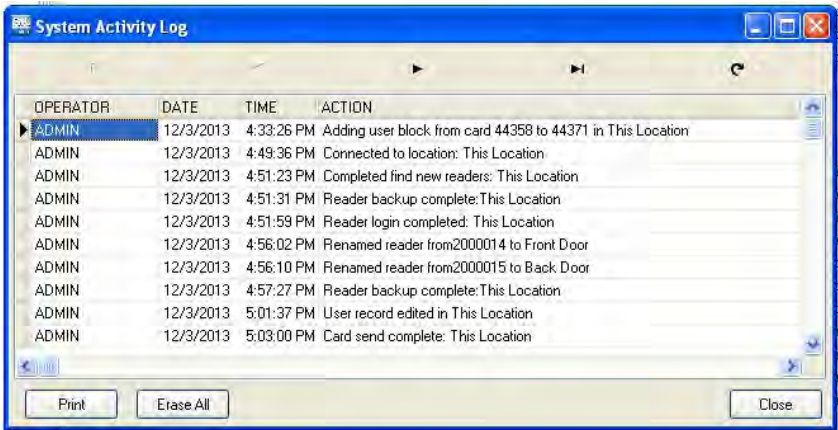 System Activity Log
OPERATOR DATE TIME ACTION
ADMIN 12/3/2013 4:33:26 PM Adding user block from card 44358 to 44371 in This Location
ADMIN 12/3/2013 4:49:36 PM Connected to location: This Location
ADMIN 12/3/2013 4:51:23 PM Completed find new readers: This Location
ADMIN 12/3/2013 4:51:31 PM Reader backup complete:This Location
ADMIN 12/3/2013 4:51:59 PM Reader login completed: This Location
ADMIN 12/3/2013 4:56:02 PM Renamed reader from2000014 to Front Door
ADMIN 12/3/2013 4:56:10 PM Renamed reader from2000015 to Back Door
ADMIN 12/3/2013 4:57:27 PM Reader backup complete:This Location
ADMIN 12/3/2013 5:01:37 PM User record edited in This Location
ADMIN 12/3/2013 5:03:00 PM Card send complete: This Location
Print Erase All Close